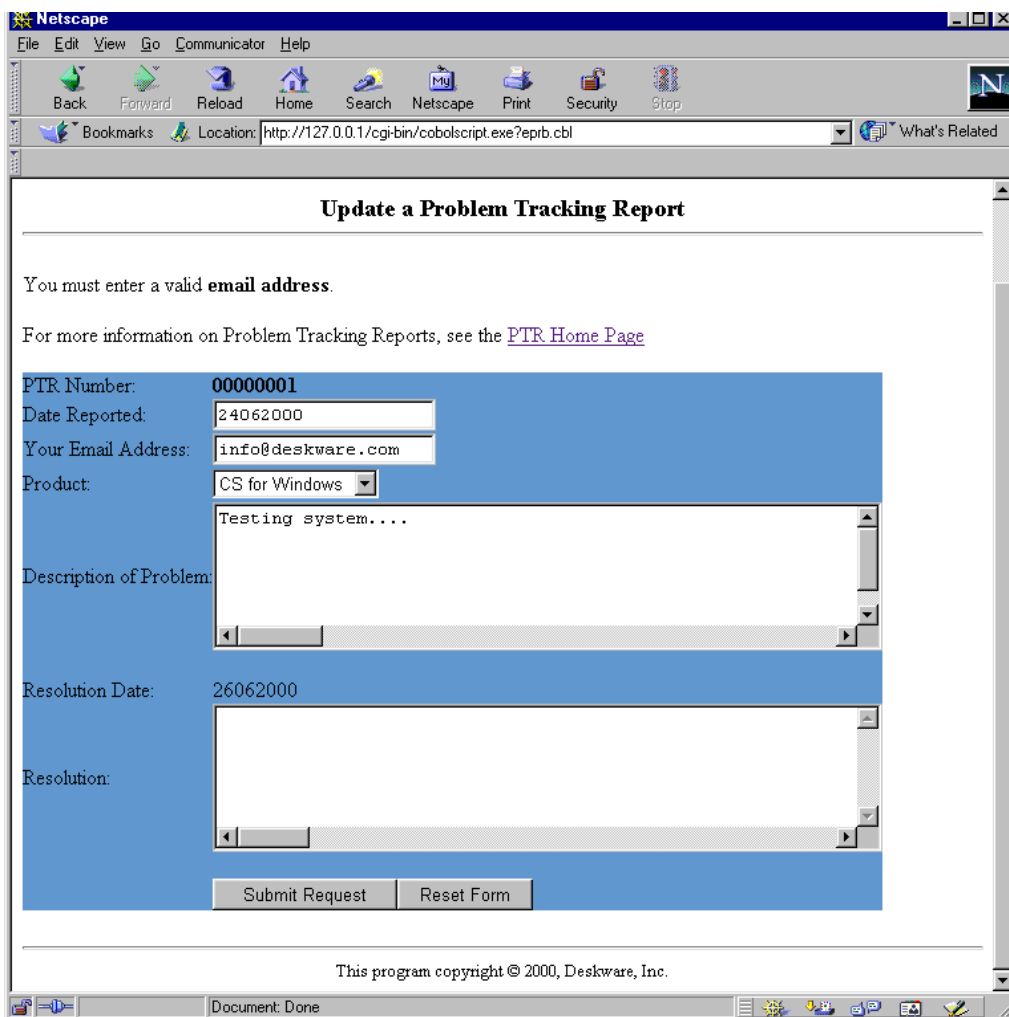 Netscape
File Edit View Go Communicator Help
Back Forward Reload Home Search Netscape Print Security Stop
My
N
Bookmarks Location: http://127.0.0.1/cgi-bin/cobolscript.exe?eprb.cbl What's Related
Update a Problem Tracking Report
You must enter a valid email address.
For more information on Problem Tracking Reports, see the PTR Home Page
PTR Number: 00000001
Date Reported: 24062000
Your Email Address: info@deskware.com
Product: CS for Windows
Testing system....
Description of Problem:
Resolution Date: 26062000
Resolution:
Submit Request Reset Form
This program copyright © 2000, Deskware, Inc.
Document: Done